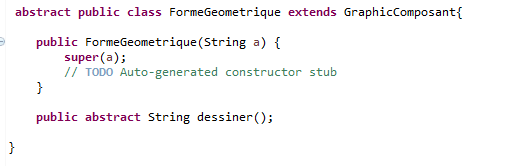 abstract public class FormeGeometrique extends GraphicComposant{
public FormeGeometrique(String a) {
super(a);
// TODO Auto-generated constructor stub
}
public abstract String dessiner();
}